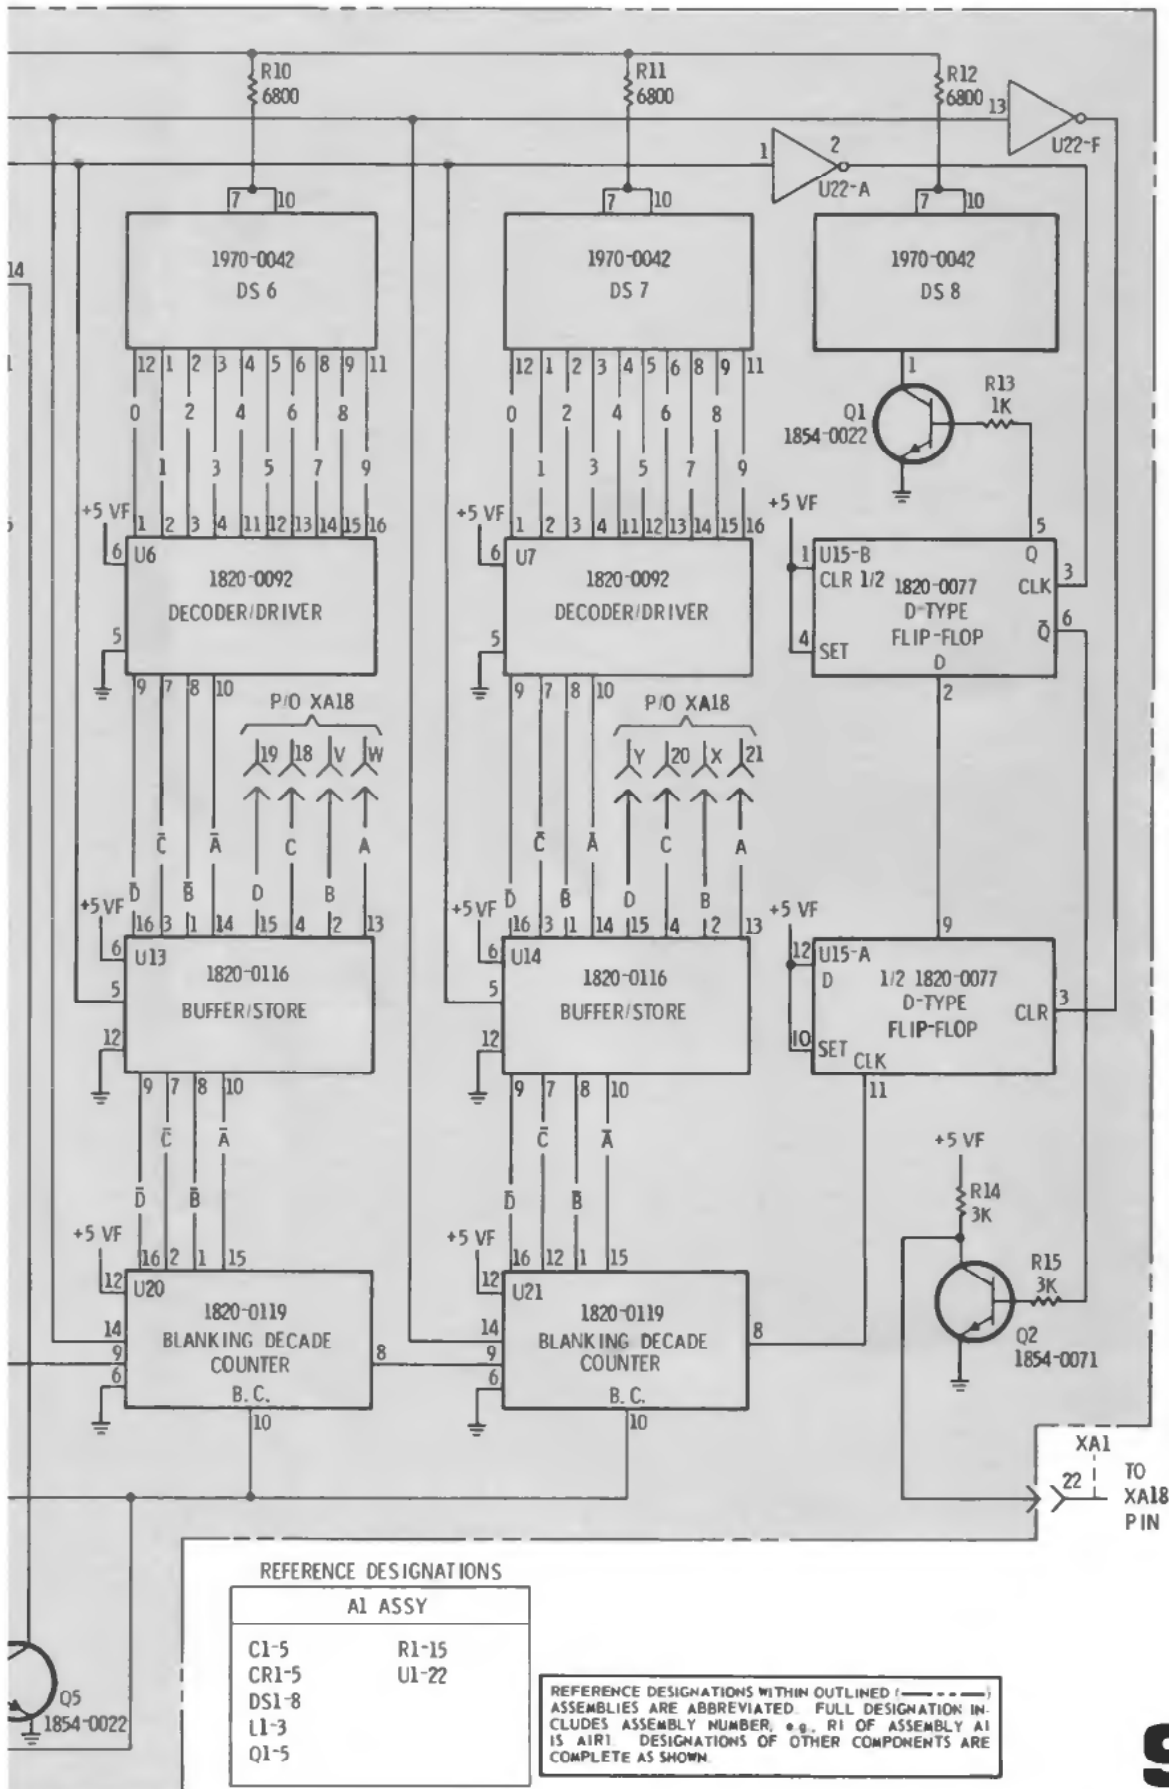 R10
6800
R11
6800
R12
6800
13
U22-F
1
2
U22-A
7
10
7
10
7
10
1970-0042
DS 6
1970-0042
DS 7
1970-0042
DS 8
14
12 1 2 3 4 5 6 8 9 11
12 1 2 3 4 5 6 8 9 11
1
0 2 4 6 8
0 2 4 6 8
1 3 5 7 9
1 3 5 7 9
Q1
1854-0022
R13
1K
+5 VF
+5 VF
+5 VF
1 2 3 4 11 12 13 14 15 16
1 2 3 4 11 12 13 14 15 16
5
6
U6
1820-0092
DECODER/DRIVER
5
6
U7
1820-0092
DECODER/DRIVER
5
1
U15-B
CLR 1/2
1820-0077
D-TYPE
FLIP-FLOP
Q
CLK
3
Q̄
6
4
SET
D
2
9 7 8 10
9 7 8 10
P/O XA18
P/O XA18
19 18 V W
Y 20 X 21
C̄ Ā C A
C̄ Ā C A
D̄ B̄ D B
D̄ B̄ D B
+5 VF
+5 VF
+5 VF
16 3 1 14 15 4 2 13
16 3 1 14 15 4 2 13
9
6
U13
1820-0116
BUFFER/STORE
5
12
6
U14
1820-0116
BUFFER/STORE
5
12
12
U15-A
D
1/2 1820-0077
D-TYPE
FLIP-FLOP
CLR
3
10
SET
CLK
11
9 7 8 10
9 7 8 10
C̄ Ā
C̄ Ā
D̄ B̄
D̄ B̄
+5 VF
+5 VF
+5 VF
R14
3K
16 2 1 15
16 12 1 15
12
U20
1820-0119
BLANKING DECADE
COUNTER
B.C.
14
9
6
8
10
12
U21
1820-0119
BLANKING DECADE
COUNTER
B.C.
14
9
6
8
10
R15
3K
Q2
1854-0071
XA1
22
TO
XA18
PIN
REFERENCE DESIGNATIONS
A1 ASSY
C1-5 R1-15
CR1-5 U1-22
DS1-8
L1-3
Q1-5
Q5
1854-0022
REFERENCE DESIGNATIONS WITHIN OUTLINED ( — - - — )
ASSEMBLIES ARE ABBREVIATED. FULL DESIGNATION IN-
CLUDES ASSEMBLY NUMBER, e.g., R1 OF ASSEMBLY A1
IS A1R1. DESIGNATIONS OF OTHER COMPONENTS ARE
COMPLETE AS SHOWN.